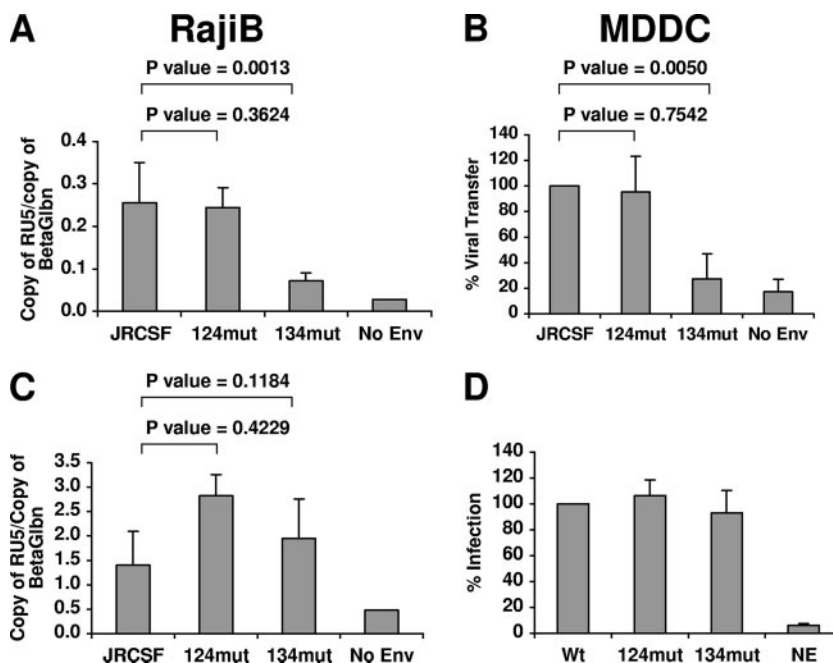 A
RajiB
P value = 0.0013
P value = 0.3624
Copy of RU5/copy of
BetaGlbn
0.4
0.3
0.2
0.1
0.0
JRCSF
124mut
134mut
No Env
B
MDDC
P value = 0.0050
P value = 0.7542
% Viral Transfer
140
120
100
80
60
40
20
0
JRCSF
124mut
134mut
No Env
C
P value = 0.1184
P value = 0.4229
Copy of RU5/Copy of
BetaGlbn
3.5
3.0
2.5
2.0
1.5
1.0
0.5
0.0
JRCSF
124mut
134mut
No Env
D
% Infection
140
120
100
80
60
40
20
0
Wt
124mut
134mut
NE